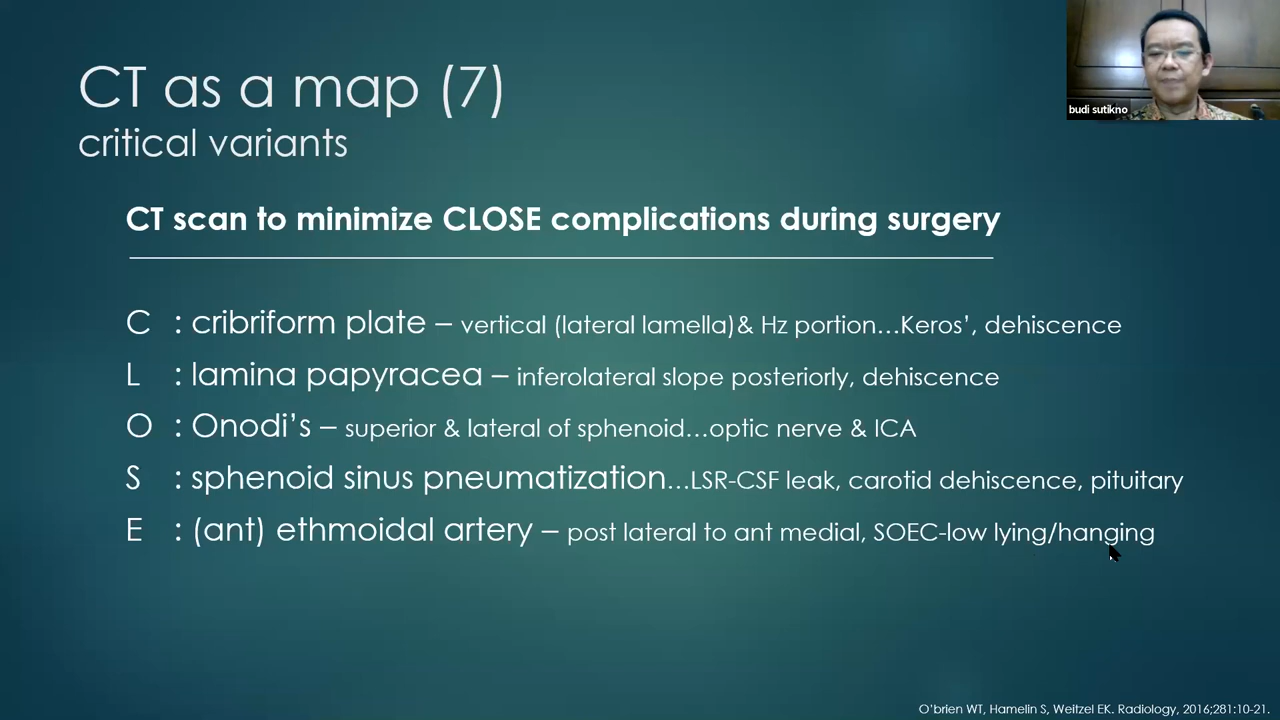 CT as a map (7)
critical variants
budi sutikno
CT scan to minimize CLOSE complications during surgery
C : cribriform plate – vertical (lateral lamella)& Hz portion...Keros’, dehiscence
L : lamina papyracea – inferolateral slope posteriorly, dehiscence
O : Onodi’s – superior & lateral of sphenoid...optic nerve & ICA
S : sphenoid sinus pneumatization...LSR-CSF leak, carotid dehiscence, pituitary
E : (ant) ethmoidal artery – post lateral to ant medial, SOEC-low lying/hanging
O’brien WT, Hamelin S, Weitzel EK. Radiology, 2016;281:10-21.